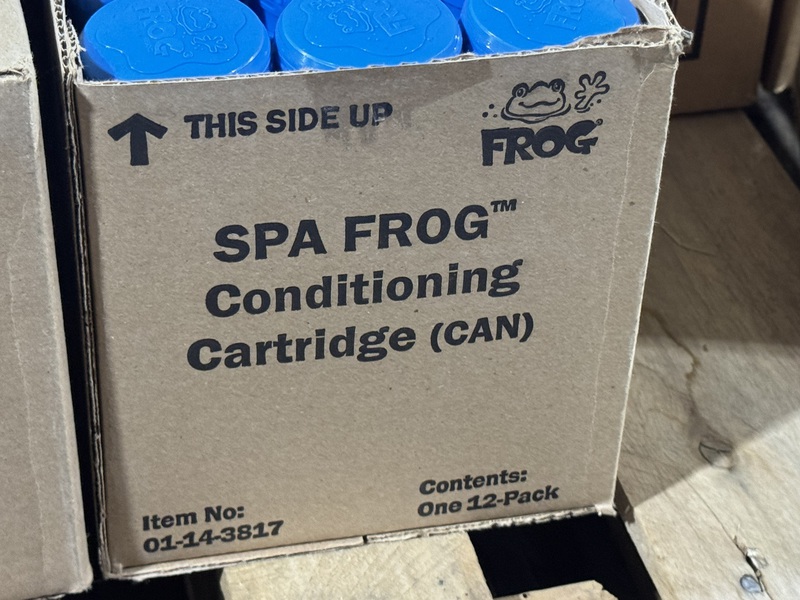 THIS SIDE UP
FROG
SPA FROG™
Conditioning
Cartridge (CAN)
Item No:
01-14-3817
Contents:
One 12-Pack